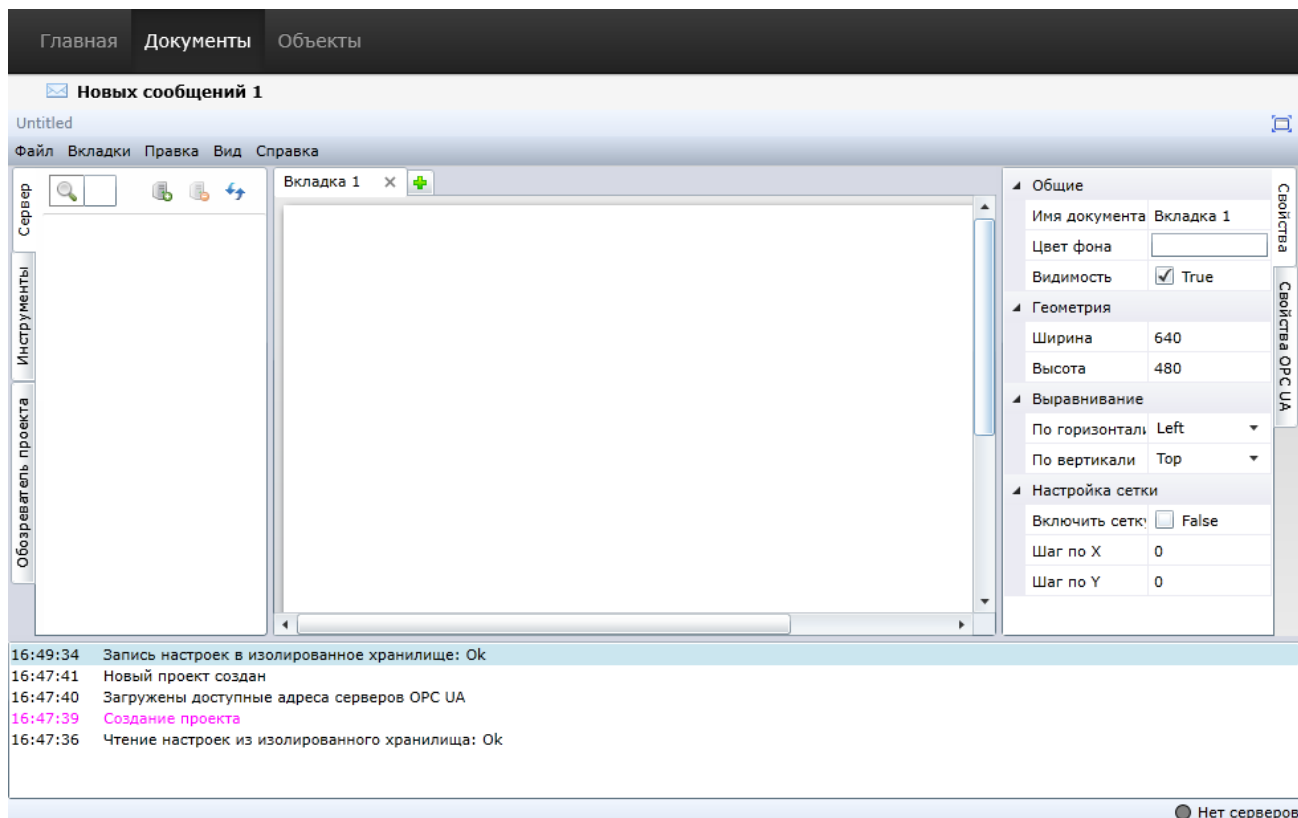 Главная Документы Объекты
Новых сообщений 1
Untitled
Файл Вкладки Правка Вид Справка
Сервер
Инструменты
Обозреватель проекта
Вкладка 1
Общие
Имя документа Вкладка 1
Цвет фона
Видимость True
Геометрия
Ширина 640
Высота 480
Выравнивание
По горизонтали Left
По вертикали Top
Настройка сетки
Включить сетку False
Шаг по X 0
Шаг по Y 0
Свойства
Свойства OPC UA
16:49:34 Запись настроек в изолированное хранилище: Ok
16:47:41 Новый проект создан
16:47:40 Загружены доступные адреса серверов OPC UA
16:47:39 Создание проекта
16:47:36 Чтение настроек из изолированного хранилища: Ok
Нет серверов